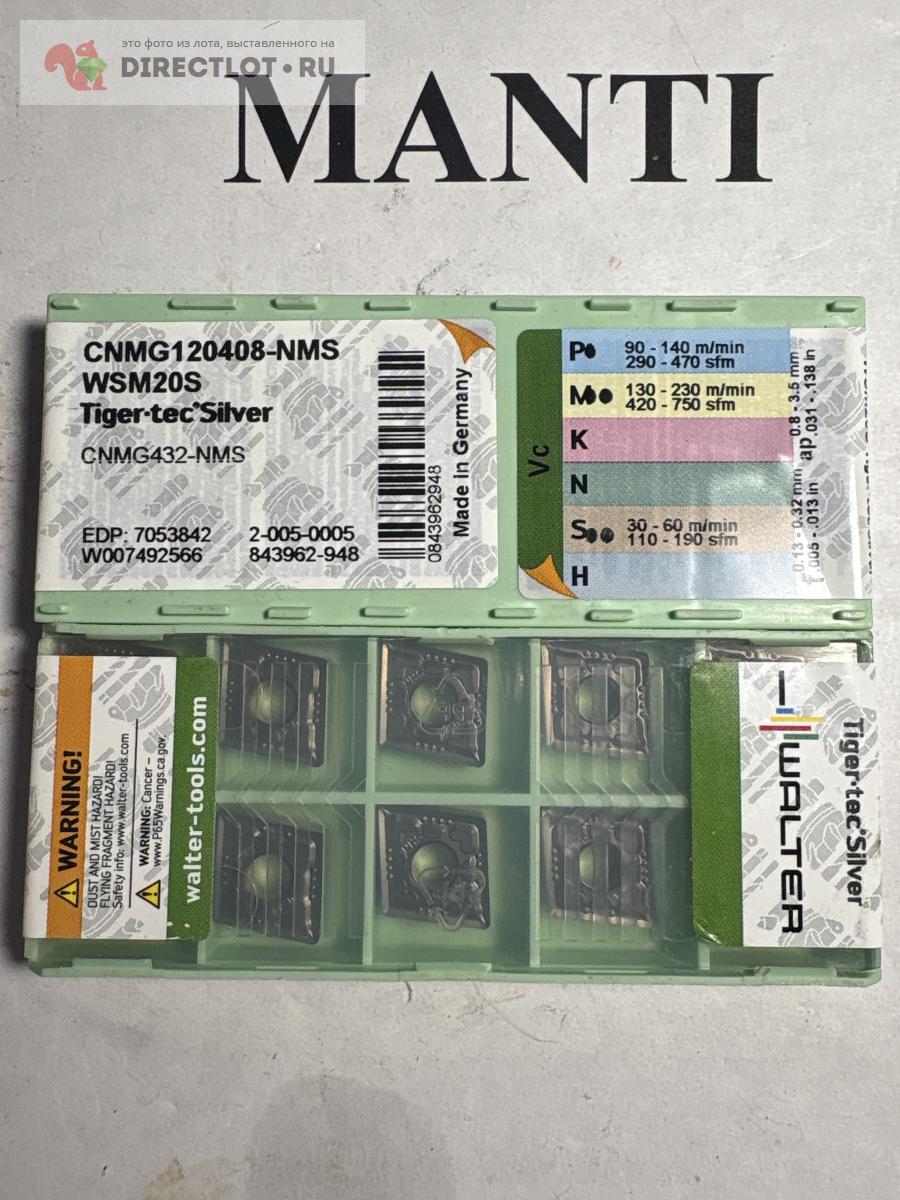 это фото из лота, выставленного на
DIRECTLOT.RU
MANTI
CNMG120408-NMS
WSM20S
Tiger·tec®Silver
CNMG432-NMS
EDP: 7053842 2-005-0005
W007492566 843962-948
0843962948
Made in Germany
Vc
P 90 - 140 m/min
290 - 470 sfm
M 130 - 230 m/min
420 - 750 sfm
K
N
S 30 - 60 m/min
110 - 190 sfm
H
ap 0.8 - 3.5 mm
.031 - .138 in
f 0.13 - 0.32 mm
.005 - .013 in
WARNING!
DUST AND MIST HAZARD!
FLYING FRAGMENT HAZARD!
Safety info: www.walter-tools.com
WARNING: Cancer –
www.P65Warnings.ca.gov
walter-tools.com
WALTER
Tiger·tec®Silver